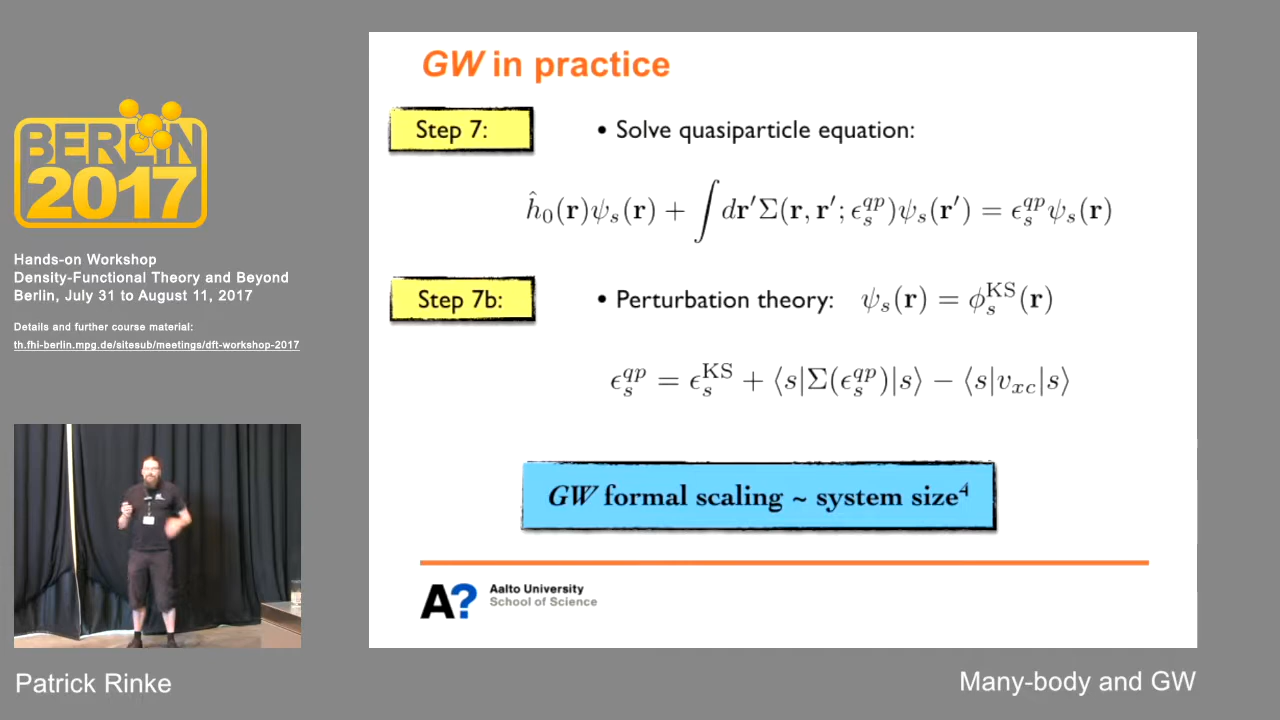 BERLIN
2017
Hands-on Workshop
Density-Functional Theory and Beyond
Berlin, July 31 to August 11, 2017
Details and further course material:
th.fhi-berlin.mpg.de/sitesub/meetings/dft-workshop-2017
Patrick Rinke
GW in practice
Step 7: • Solve quasiparticle equation:
ĥ₀(r)ψₛ(r) + ∫ dr′Σ(r, r′; ϵₛ^qp)ψₛ(r′) = ϵₛ^qp ψₛ(r)
Step 7b: • Perturbation theory: ψₛ(r) = ϕₛ^KS(r)
ϵₛ^qp = ϵₛ^KS + ⟨s|Σ(ϵₛ^qp)|s⟩ − ⟨s|v_xc|s⟩
GW formal scaling ~ system size⁴
A?
Aalto University
School of Science
Many-body and GW